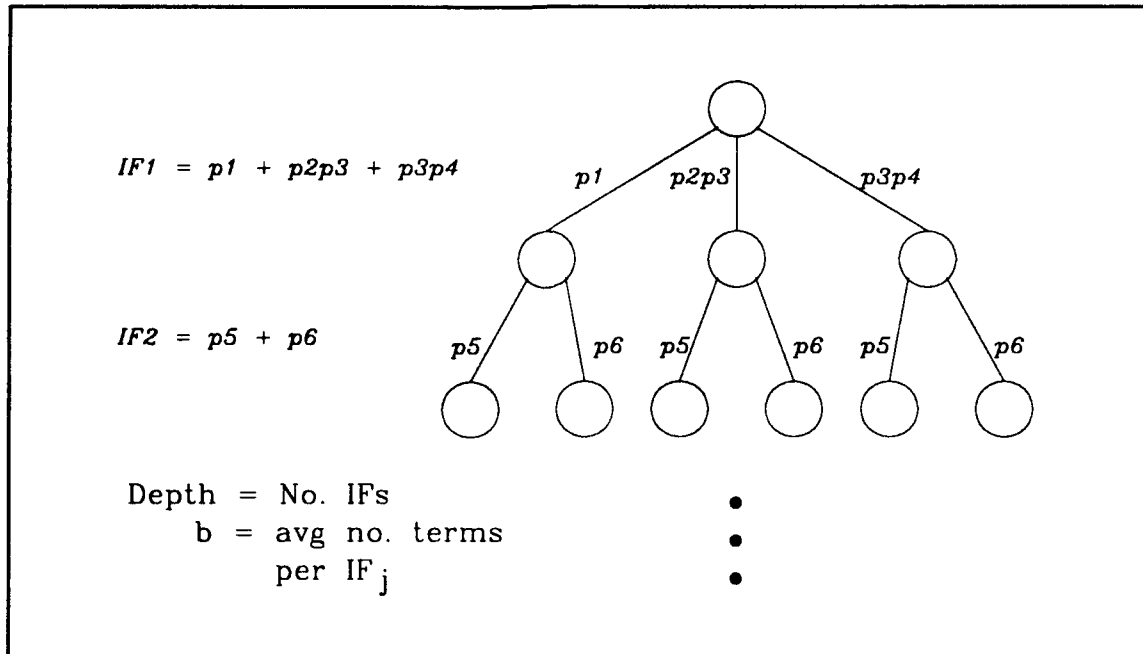 IF1 = p1 + p2p3 + p3p4
p1 p2p3 p3p4
IF2 = p5 + p6
p5 p6 p5 p6 p5 p6
Depth = No. IFs
b = avg no. terms
per IFj